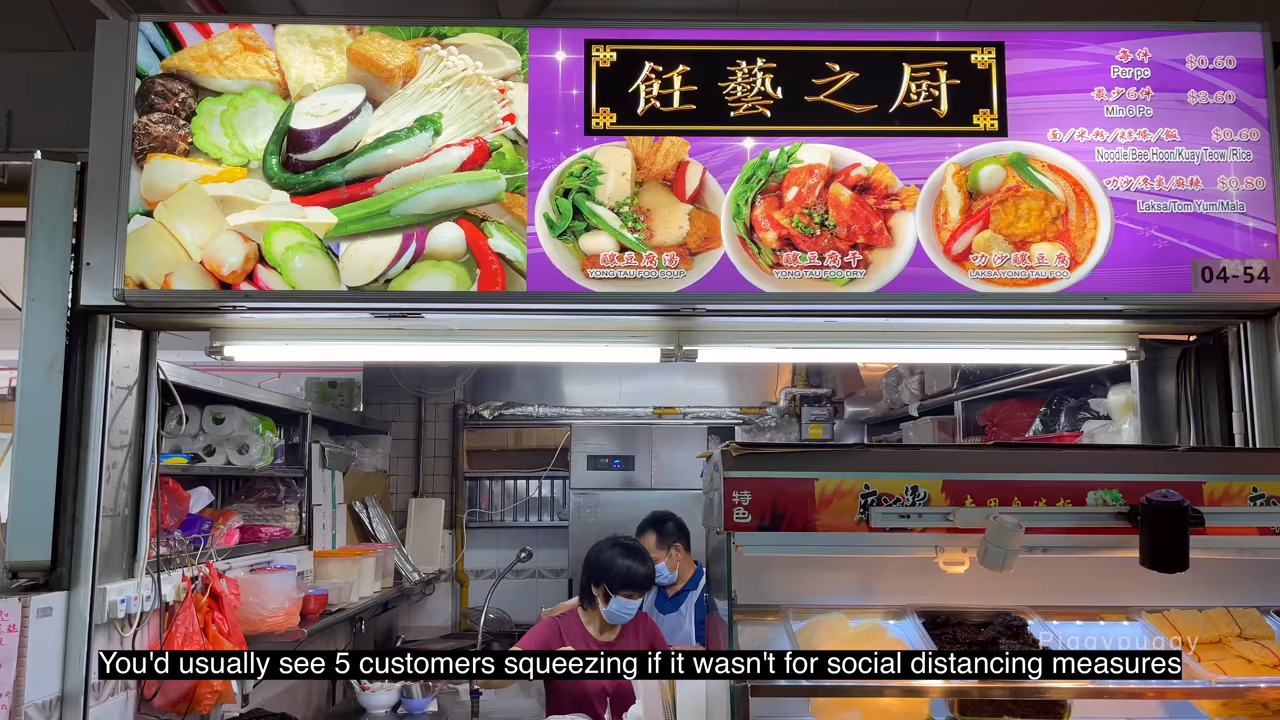 飪藝之厨
每件 $0.60
Per pc
最少6件 $3.60
Min 6 Pc
面/米粉/粿條/飯 $0.60
Noodle/Bee Hoon/Kuay Teow/Rice
叻沙/冬炎/麻辣 $0.80
Laksa/Tom Yum/Mala
釀豆腐湯
YONG TAU FOO SOUP
釀豆腐干
YONG TAU FOO DRY
叻沙釀豆腐
LAKSA YONG TAU FOO
04-54
特色
Piggypuggy
You'd usually see 5 customers squeezing if it wasn't for social distancing measures